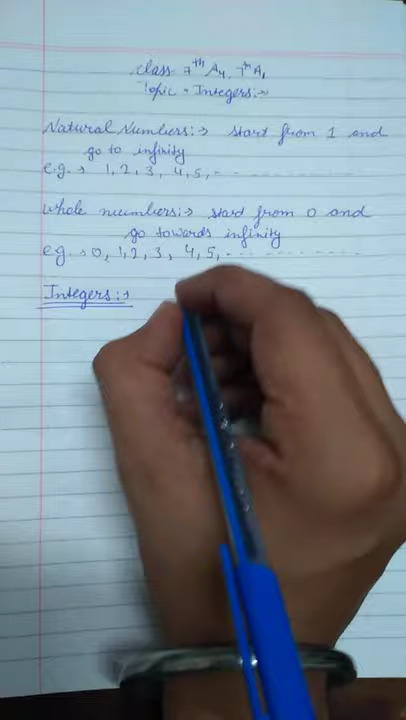 class 7th A4, 7th A1
Topic - Integers:→
Natural Numbers:→ start from 1 and
go to infinity
e.g.→ 1, 2, 3, 4, 5, - - - - - - - - - -
Whole numbers:→ start from 0 and
go towards infinity
e.g.→ 0, 1, 2, 3, 4, 5, - - - - - - - - - -
Integers:→